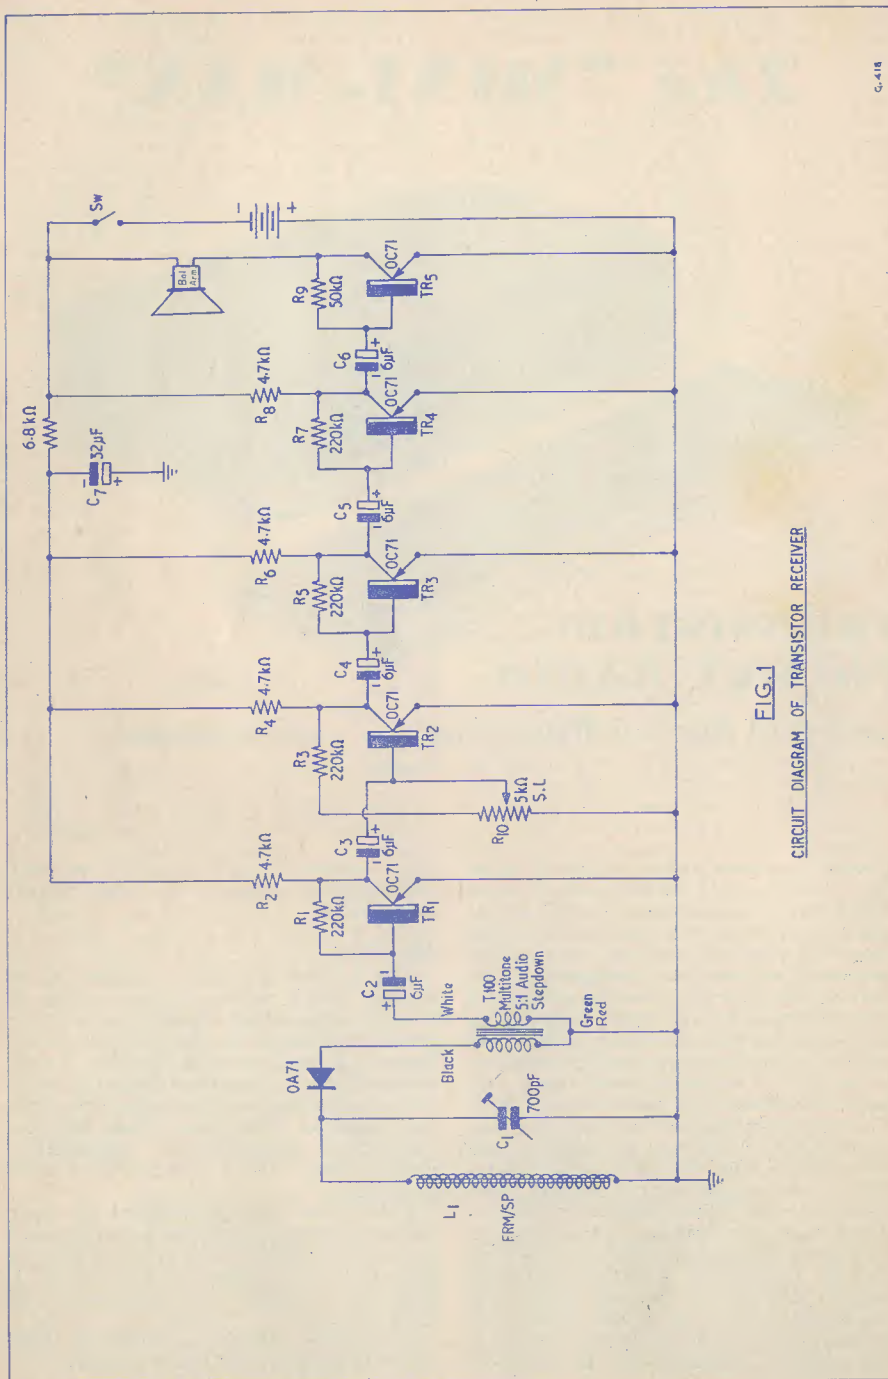 6.8kΩ
C7
32μF
-
+
Sw
-
+
Bal
Arm
R2
4.7kΩ
R4
4.7kΩ
R6
4.7kΩ
R8
4.7kΩ
R1
220kΩ
R3
220kΩ
R5
220kΩ
R7
220kΩ
R9
50kΩ
OA71
C2
+
-
6μF
C3
-
+
6μF
C4
-
+
6μF
C5
-
+
6μF
C6
-
+
6μF
OC71
TR1
OC71
TR2
OC71
TR3
OC71
TR4
OC71
TR5
R10
5kΩ
S.L
White
Black
T100
Multitone
5:1 Audio
Stepdown
Green
Red
C1
700pF
L1
FRM/SP
FIG.1
CIRCUIT DIAGRAM OF TRANSISTOR RECEIVER
G.418